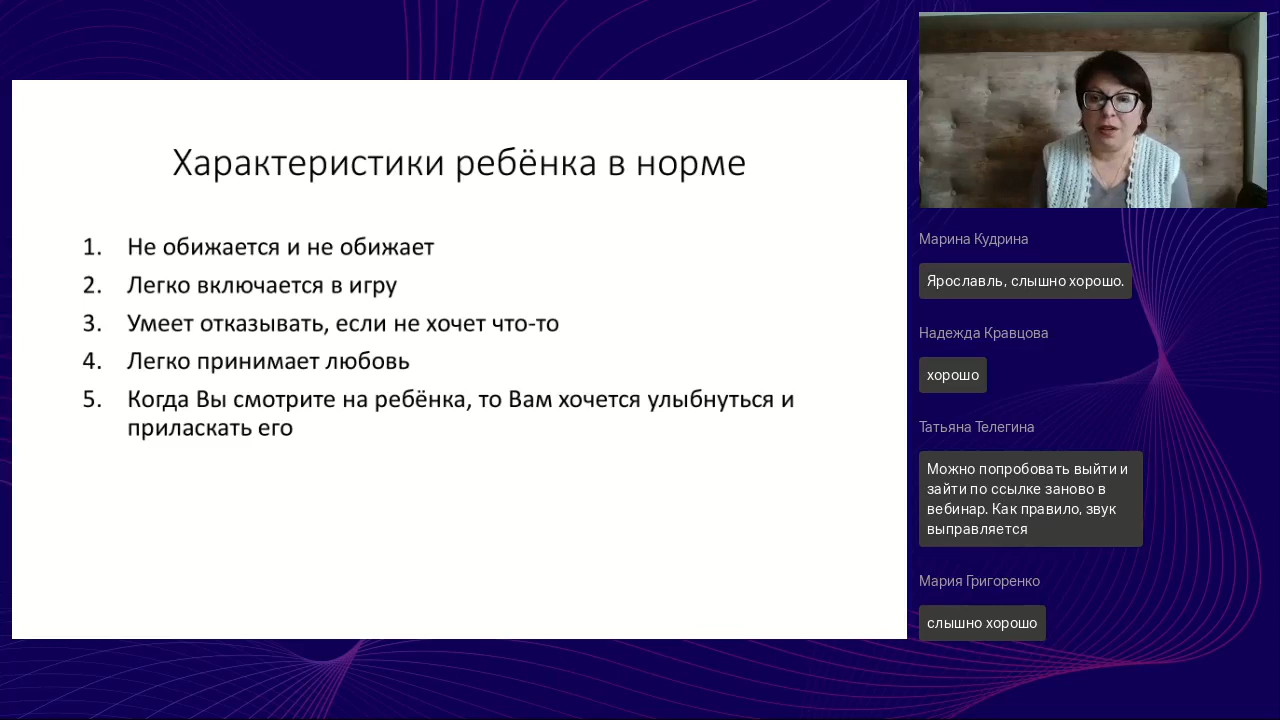 Характеристики ребёнка в норме
1. Не обижается и не обижает
2. Легко включается в игру
3. Умеет отказывать, если не хочет что-то
4. Легко принимает любовь
5. Когда Вы смотрите на ребёнка, то Вам хочется улыбнуться и
приласкать его
Марина Кудрина
Ярославль, слышно хорошо.
Надежда Кравцова
хорошо
Татьяна Телегина
Можно попробовать выйти и
зайти по ссылке заново в
вебинар. Как правило, звук
выправляется
Мария Григоренко
слышно хорошо